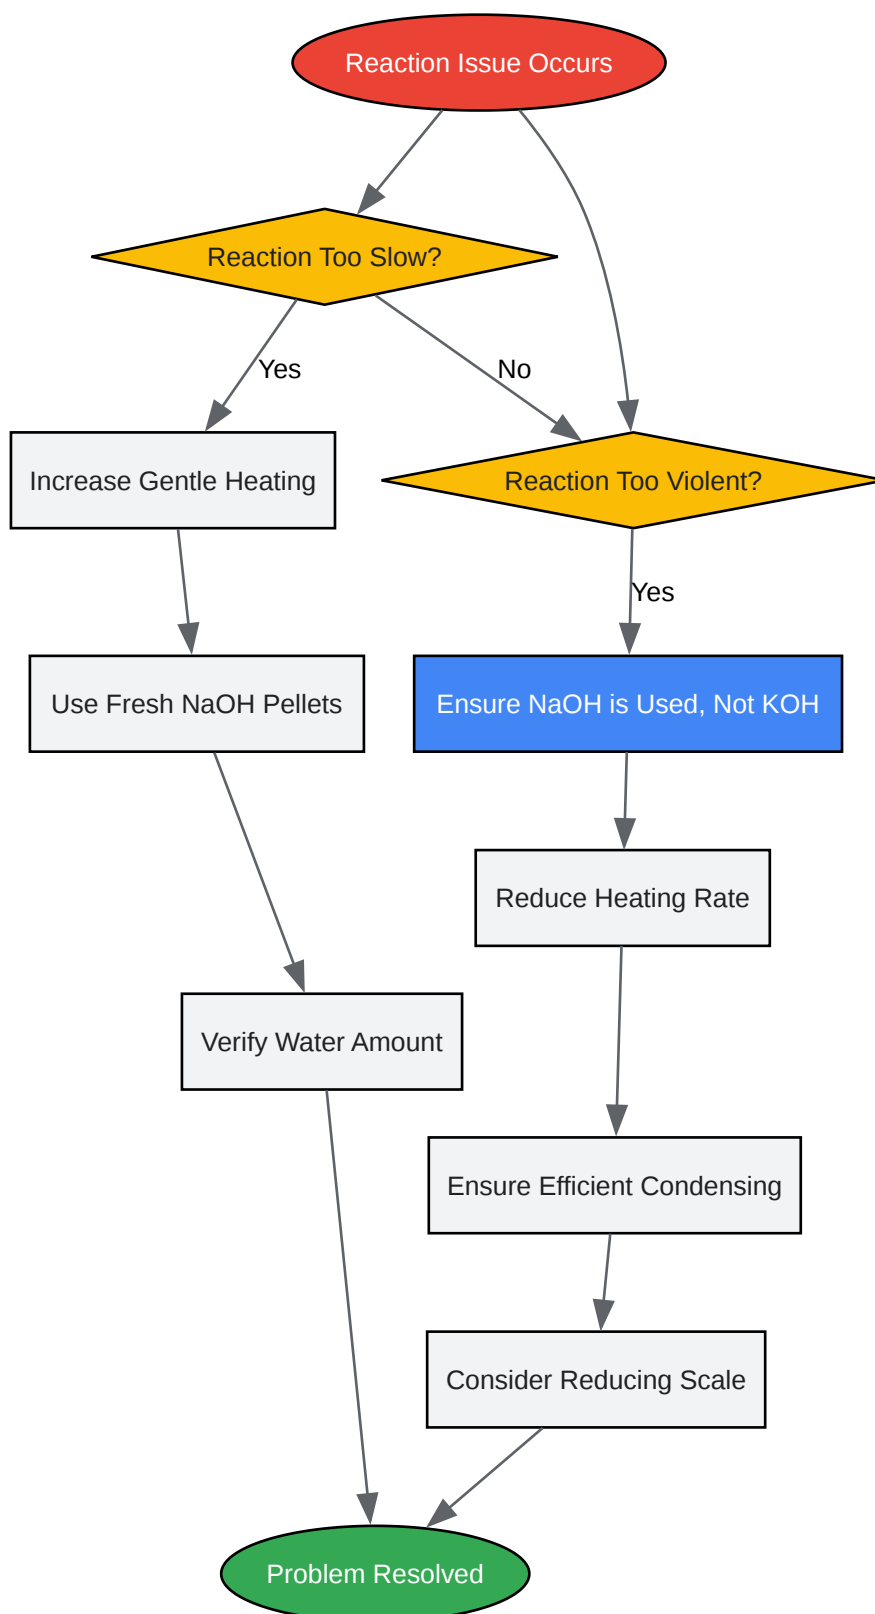 Reaction Issue Occurs
Reaction Too Slow?
Yes
No
Increase Gentle Heating
Reaction Too Violent?
Yes
Use Fresh NaOH Pellets
Ensure NaOH is Used, Not KOH
Reduce Heating Rate
Verify Water Amount
Ensure Efficient Condensing
Consider Reducing Scale
Problem Resolved